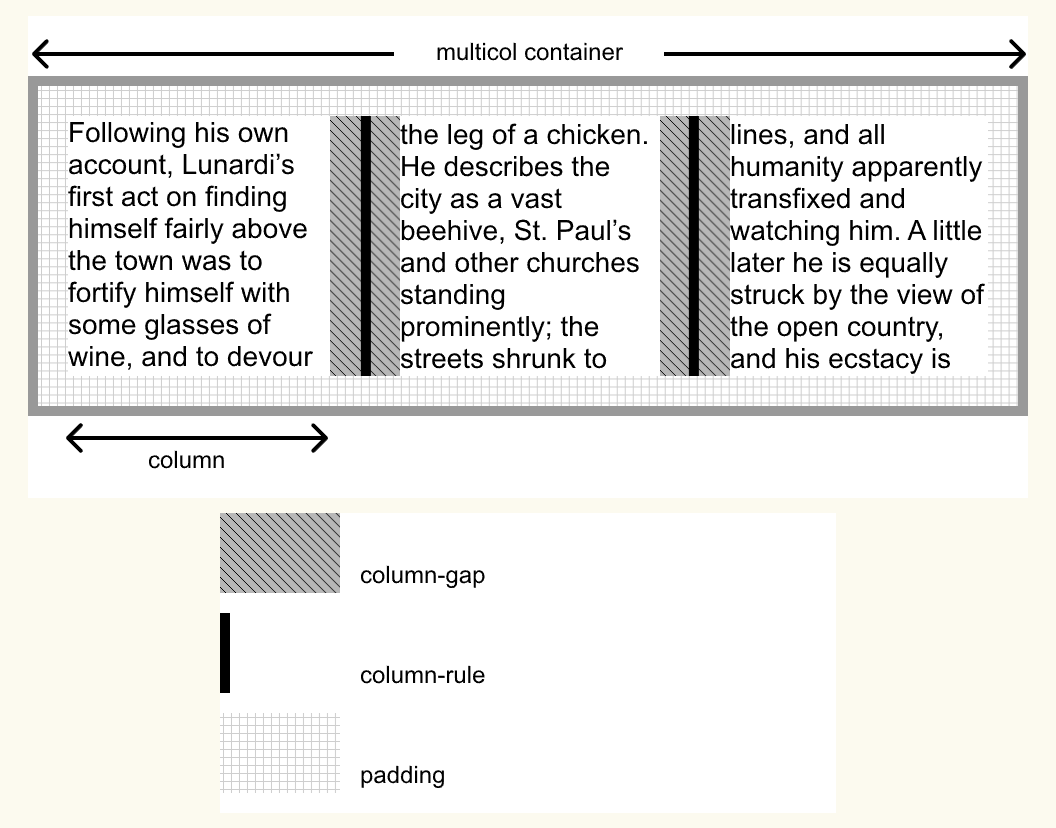 multicol container
Following his own
account, Lunardi’s
first act on finding
himself fairly above
the town was to
fortify himself with
some glasses of
wine, and to devour
the leg of a chicken.
He describes the
city as a vast
beehive, St. Paul’s
and other churches
standing
prominently; the
streets shrunk to
lines, and all
humanity apparently
transfixed and
watching him. A little
later he is equally
struck by the view of
the open country,
and his ecstacy is
column
column-gap
column-rule
padding